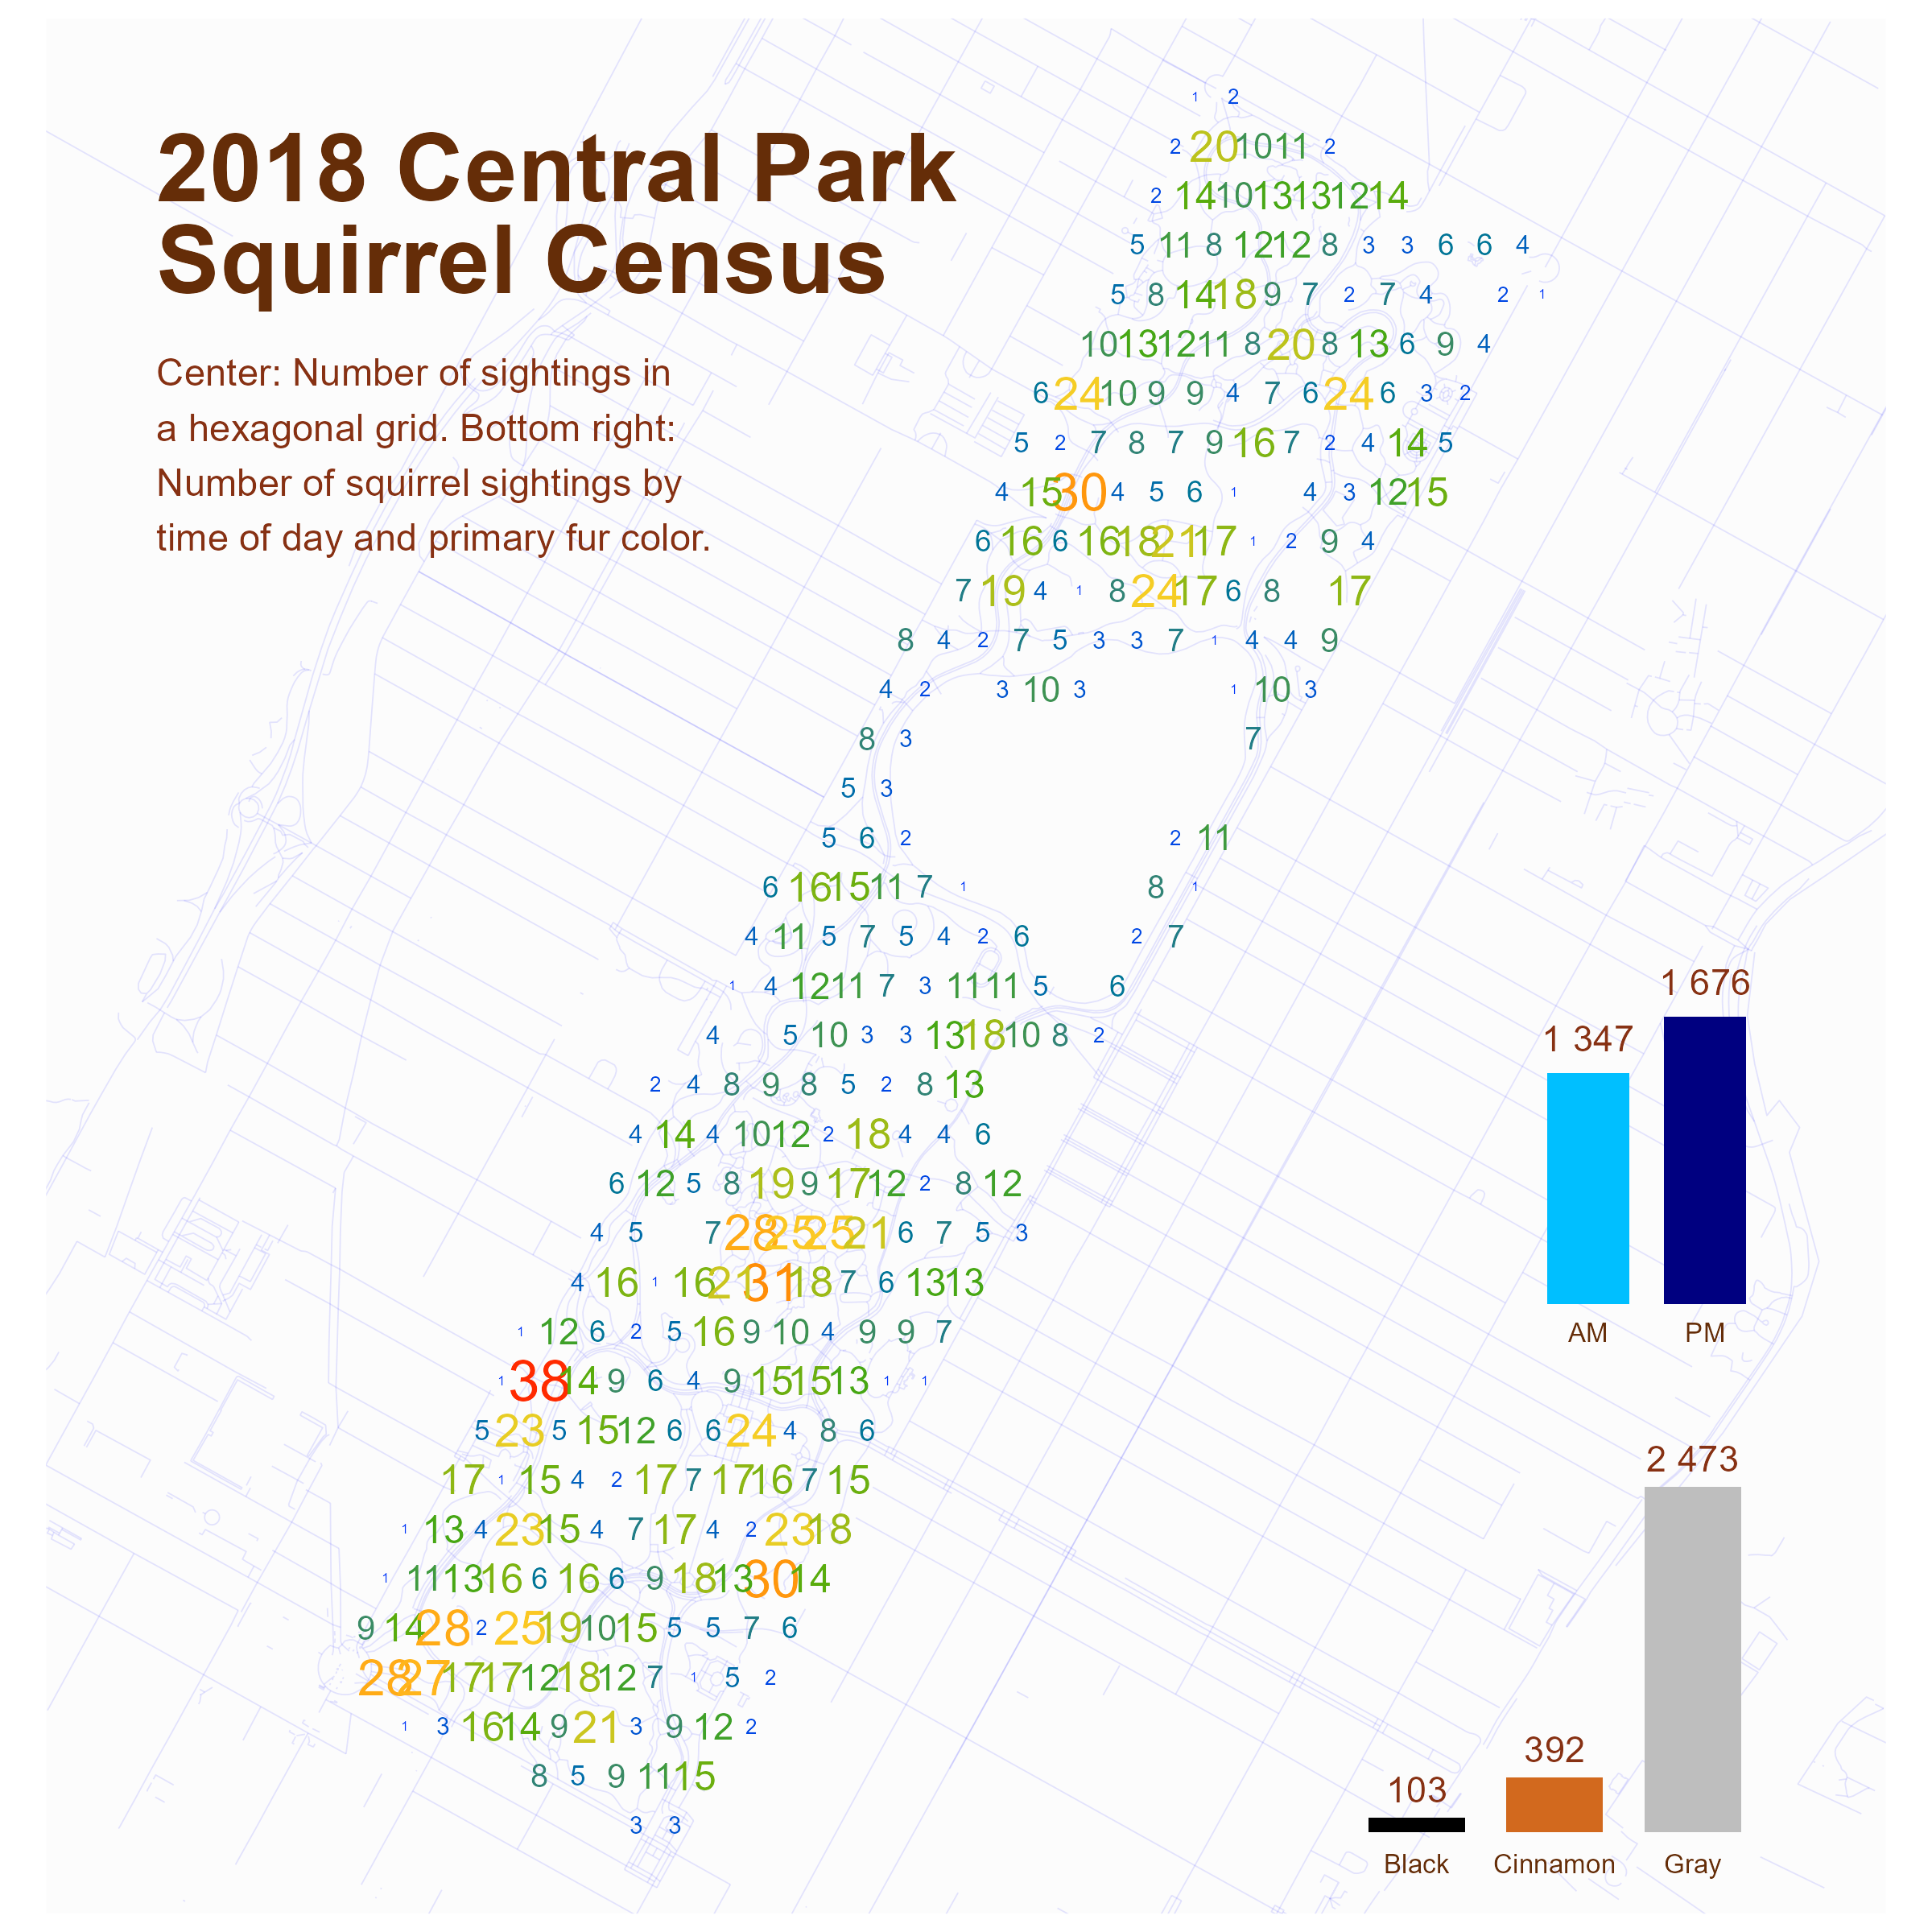 2018 Central Park
Squirrel Census
Center: Number of sightings in
a hexagonal grid. Bottom right:
Number of squirrel sightings by
time of day and primary fur color.
1 2
2 20 10 11 2
2 14 10 13 13 12 14
5 11 8 12 12 8 3 3 6 6 4
5 8 14 18 9 7 2 7 4 2 1
10 13 12 11 8 20 8 13 6 9 4
6 24 10 9 9 4 7 6 24 6 3 2
5 2 7 8 7 9 16 7 2 4 14 5
4 15 30 4 5 6 1 4 3 12 15
6 16 6 16 18 21 17 1 2 9 4
7 19 4 1 8 24 17 6 8 17
8 4 2 7 5 3 3 7 1 4 4 9
4 2 3 10 3 1 10 3
8 3 7
5 3
5 6 2 2 11
6 16 15 11 7 1 8 1
4 11 5 7 5 4 2 6 2 7
1 4 12 11 7 3 11 11 5 6
4 5 10 3 3 13 18 10 8 2
2 4 8 9 8 5 2 8 13
4 14 4 10 12 2 18 4 4 6
6 12 5 8 19 9 17 12 2 8 12
4 5 7 28 25 25 21 6 7 5 3
4 16 1 16 21 31 18 7 6 13 13
1 12 6 2 5 16 9 10 4 9 9 7
1 38 14 9 6 4 9 15 15 13 1 1
5 23 5 15 12 6 6 24 4 8 6
17 1 15 4 2 17 7 17 16 7 15
1 13 4 23 15 4 7 17 4 2 23 18
1 11 13 16 6 16 6 9 18 13 30 14
9 14 28 2 25 19 10 15 5 5 7 6
28 27 17 17 12 18 12 7 1 5 2
1 3 16 14 9 21 3 9 12 2
8 5 9 11 15
3 3
1 676
1 347
AM PM
2 473
392
103
Black Cinnamon Gray